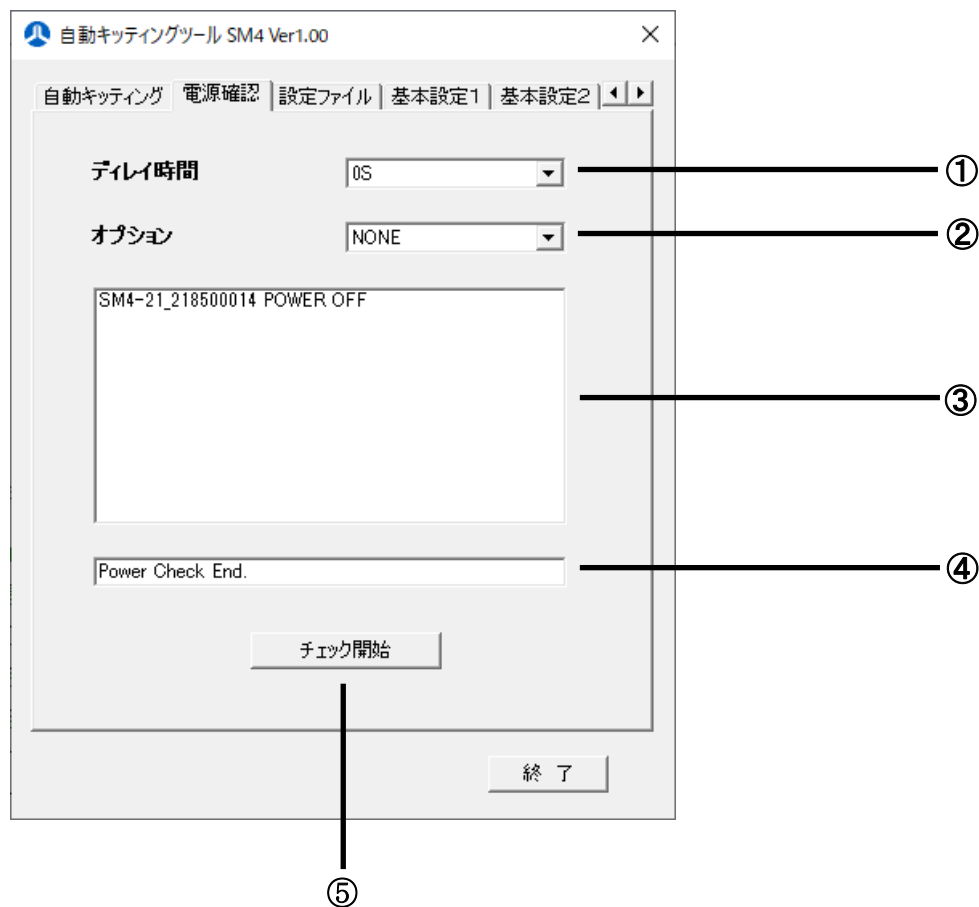 自動キッティングツール SM4 Ver1.00
自動キッティング 電源確認 設定ファイル 基本設定1 基本設定2
ディレイ時間 0S ①
オプション NONE ②
SM4-21_218500014 POWER OFF
③
Power Check End. ④
チェック開始
終 了
⑤